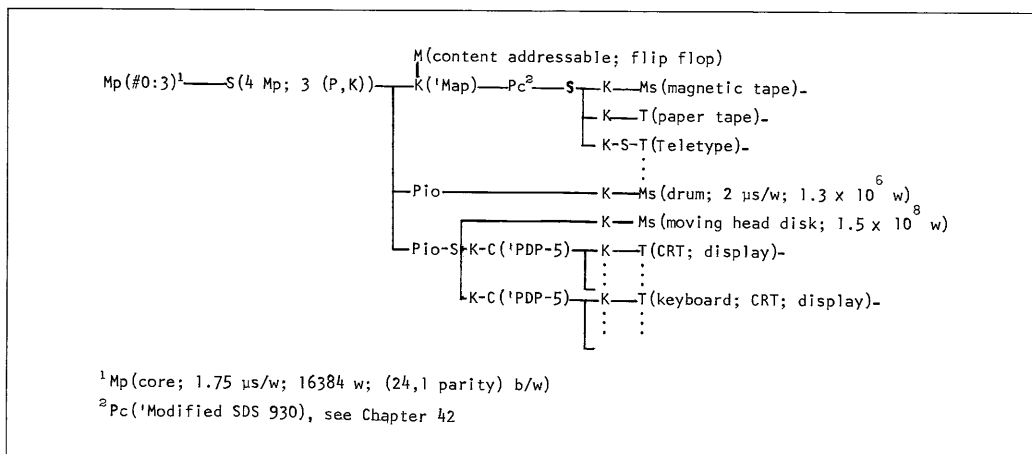 M(content addressable; flip flop)
Mp(#0:3)¹—S(4 Mp; 3 (P,K))—K('Map)—Pc²—S—K—Ms(magnetic tape)-
K—T(paper tape)-
K-S-T(Teletype)-
Pio—K—Ms(drum; 2 μs/w; 1.3 x 10⁶ w)
K—Ms(moving head disk; 1.5 x 10⁸ w)
Pio-S—K-C('PDP-5)—K—T(CRT; display)-
K-C('PDP-5)—K—T(keyboard; CRT; display)-
¹Mp(core; 1.75 μs/w; 16384 w; (24,1 parity) b/w)
²Pc('Modified SDS 930), see Chapter 42